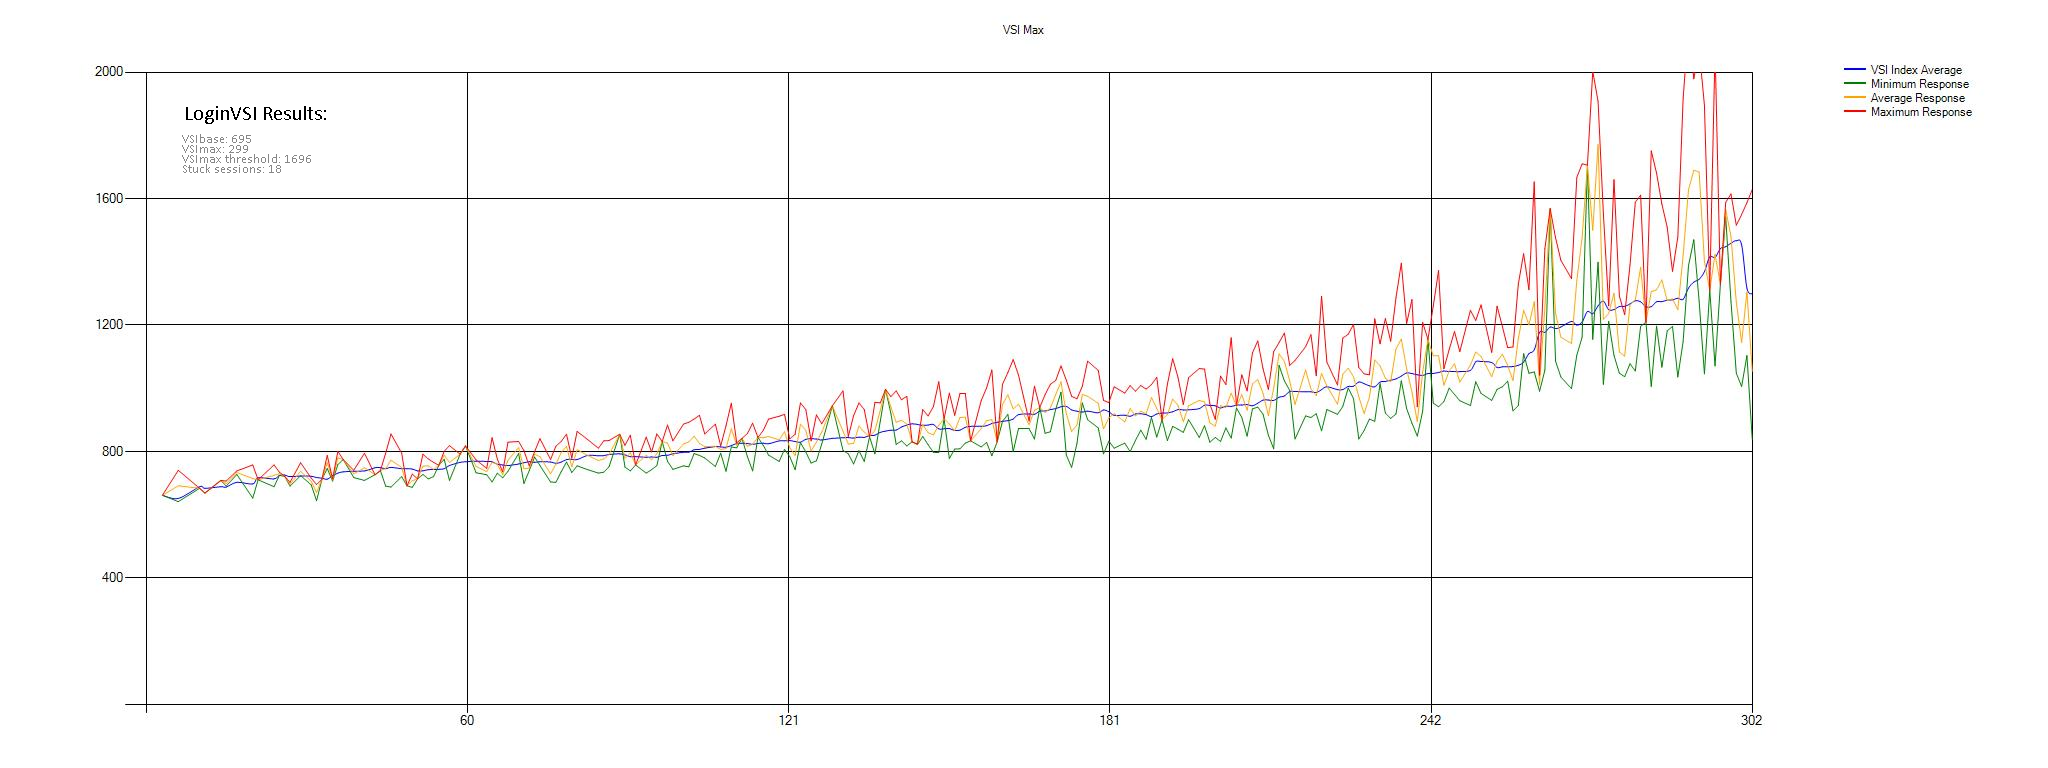 VSI Max
2000
1600
1200
800
400
60
121
181
242
302
LoginVSI Results:
VSIbase: 695
VSImax: 299
VSImax threshold: 1696
Stuck sessions: 18
VSI Index Average
Minimum Response
Average Response
Maximum Response